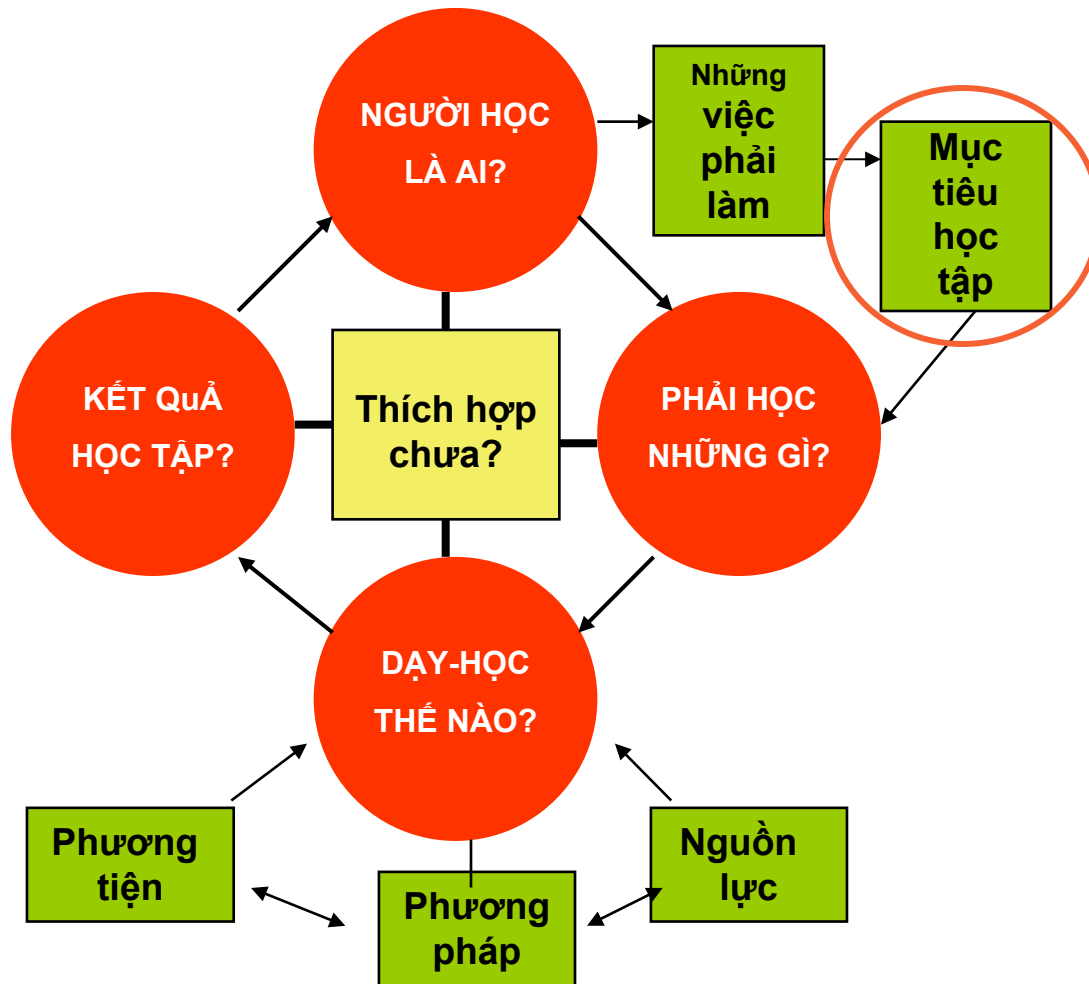 NGƯỜI HỌC
LÀ AI?
Những
việc
phải
làm
Mục
tiêu
học
tập
KẾT QuẢ
HỌC TẬP?
Thích hợp
chưa?
PHẢI HỌC
NHỮNG GÌ?
DẠY-HỌC
THẾ NÀO?
Phương
tiện
Phương
pháp
Nguồn
lực